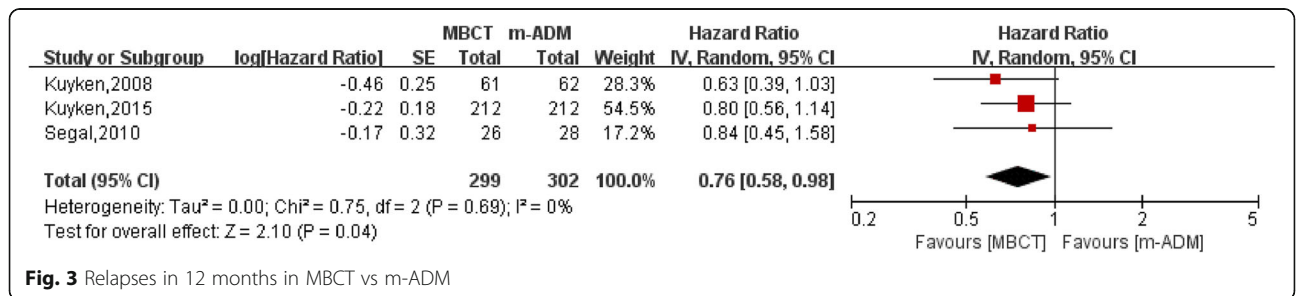 MBCT m-ADM Hazard Ratio Hazard Ratio
Study or Subgroup log[Hazard Ratio] SE Total Total Weight IV, Random, 95% CI IV, Random, 95% CI
Kuyken,2008 -0.46 0.25 61 62 28.3% 0.63 [0.39, 1.03]
Kuyken,2015 -0.22 0.18 212 212 54.5% 0.80 [0.56, 1.14]
Segal,2010 -0.17 0.32 26 28 17.2% 0.84 [0.45, 1.58]
Total (95% CI) 299 302 100.0% 0.76 [0.58, 0.98]
Heterogeneity: Tau² = 0.00; Chi² = 0.75, df = 2 (P = 0.69); I² = 0%
Test for overall effect: Z = 2.10 (P = 0.04)
0.2 0.5 1 2 5
Favours [MBCT] Favours [m-ADM]
Fig. 3 Relapses in 12 months in MBCT vs m-ADM